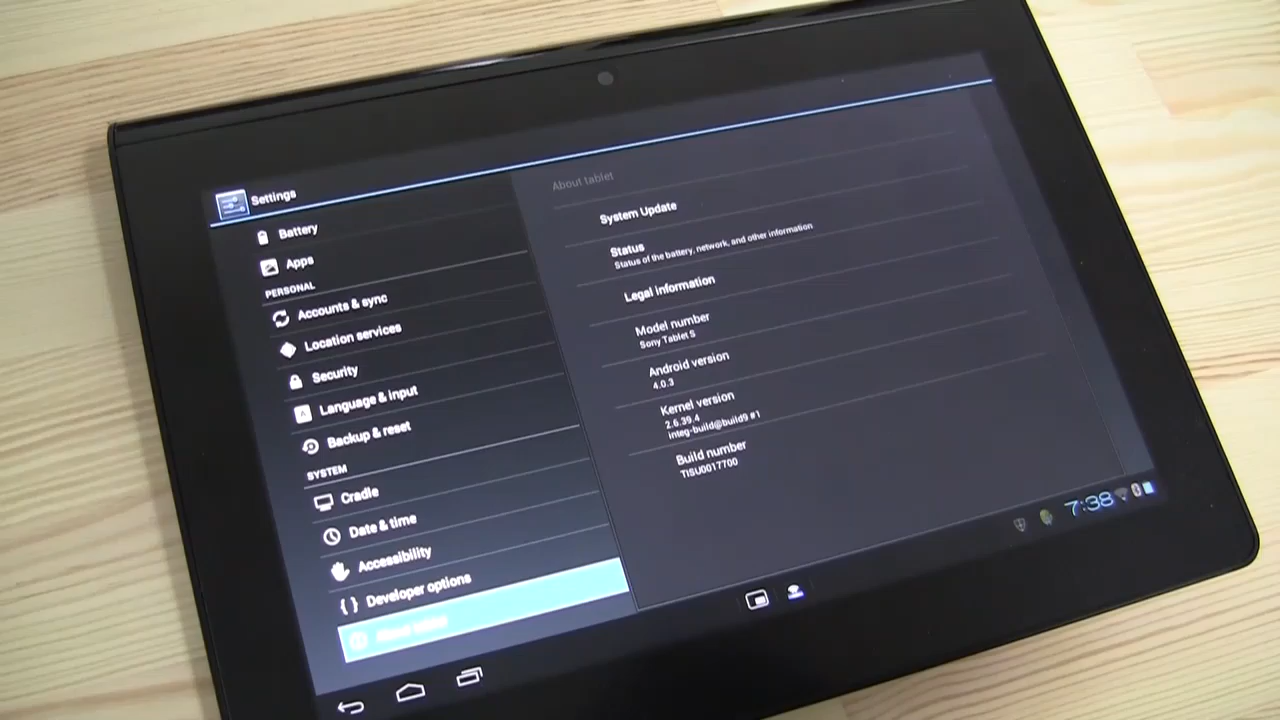 Settings
Battery
Apps
PERSONAL
Accounts & sync
Location services
Security
Language & input
A
Backup & reset
SYSTEM
Cradle
Date & time
Accessibility
{ } Developer options
About tablet
About tablet
System Update
Status
Status of the battery, network, and other information
Legal information
Model number
Sony Tablet S
Android version
4.0.3
Kernel version
2.6.39.4
integ-build@build9 #1
Build number
TISU0017700
7:38